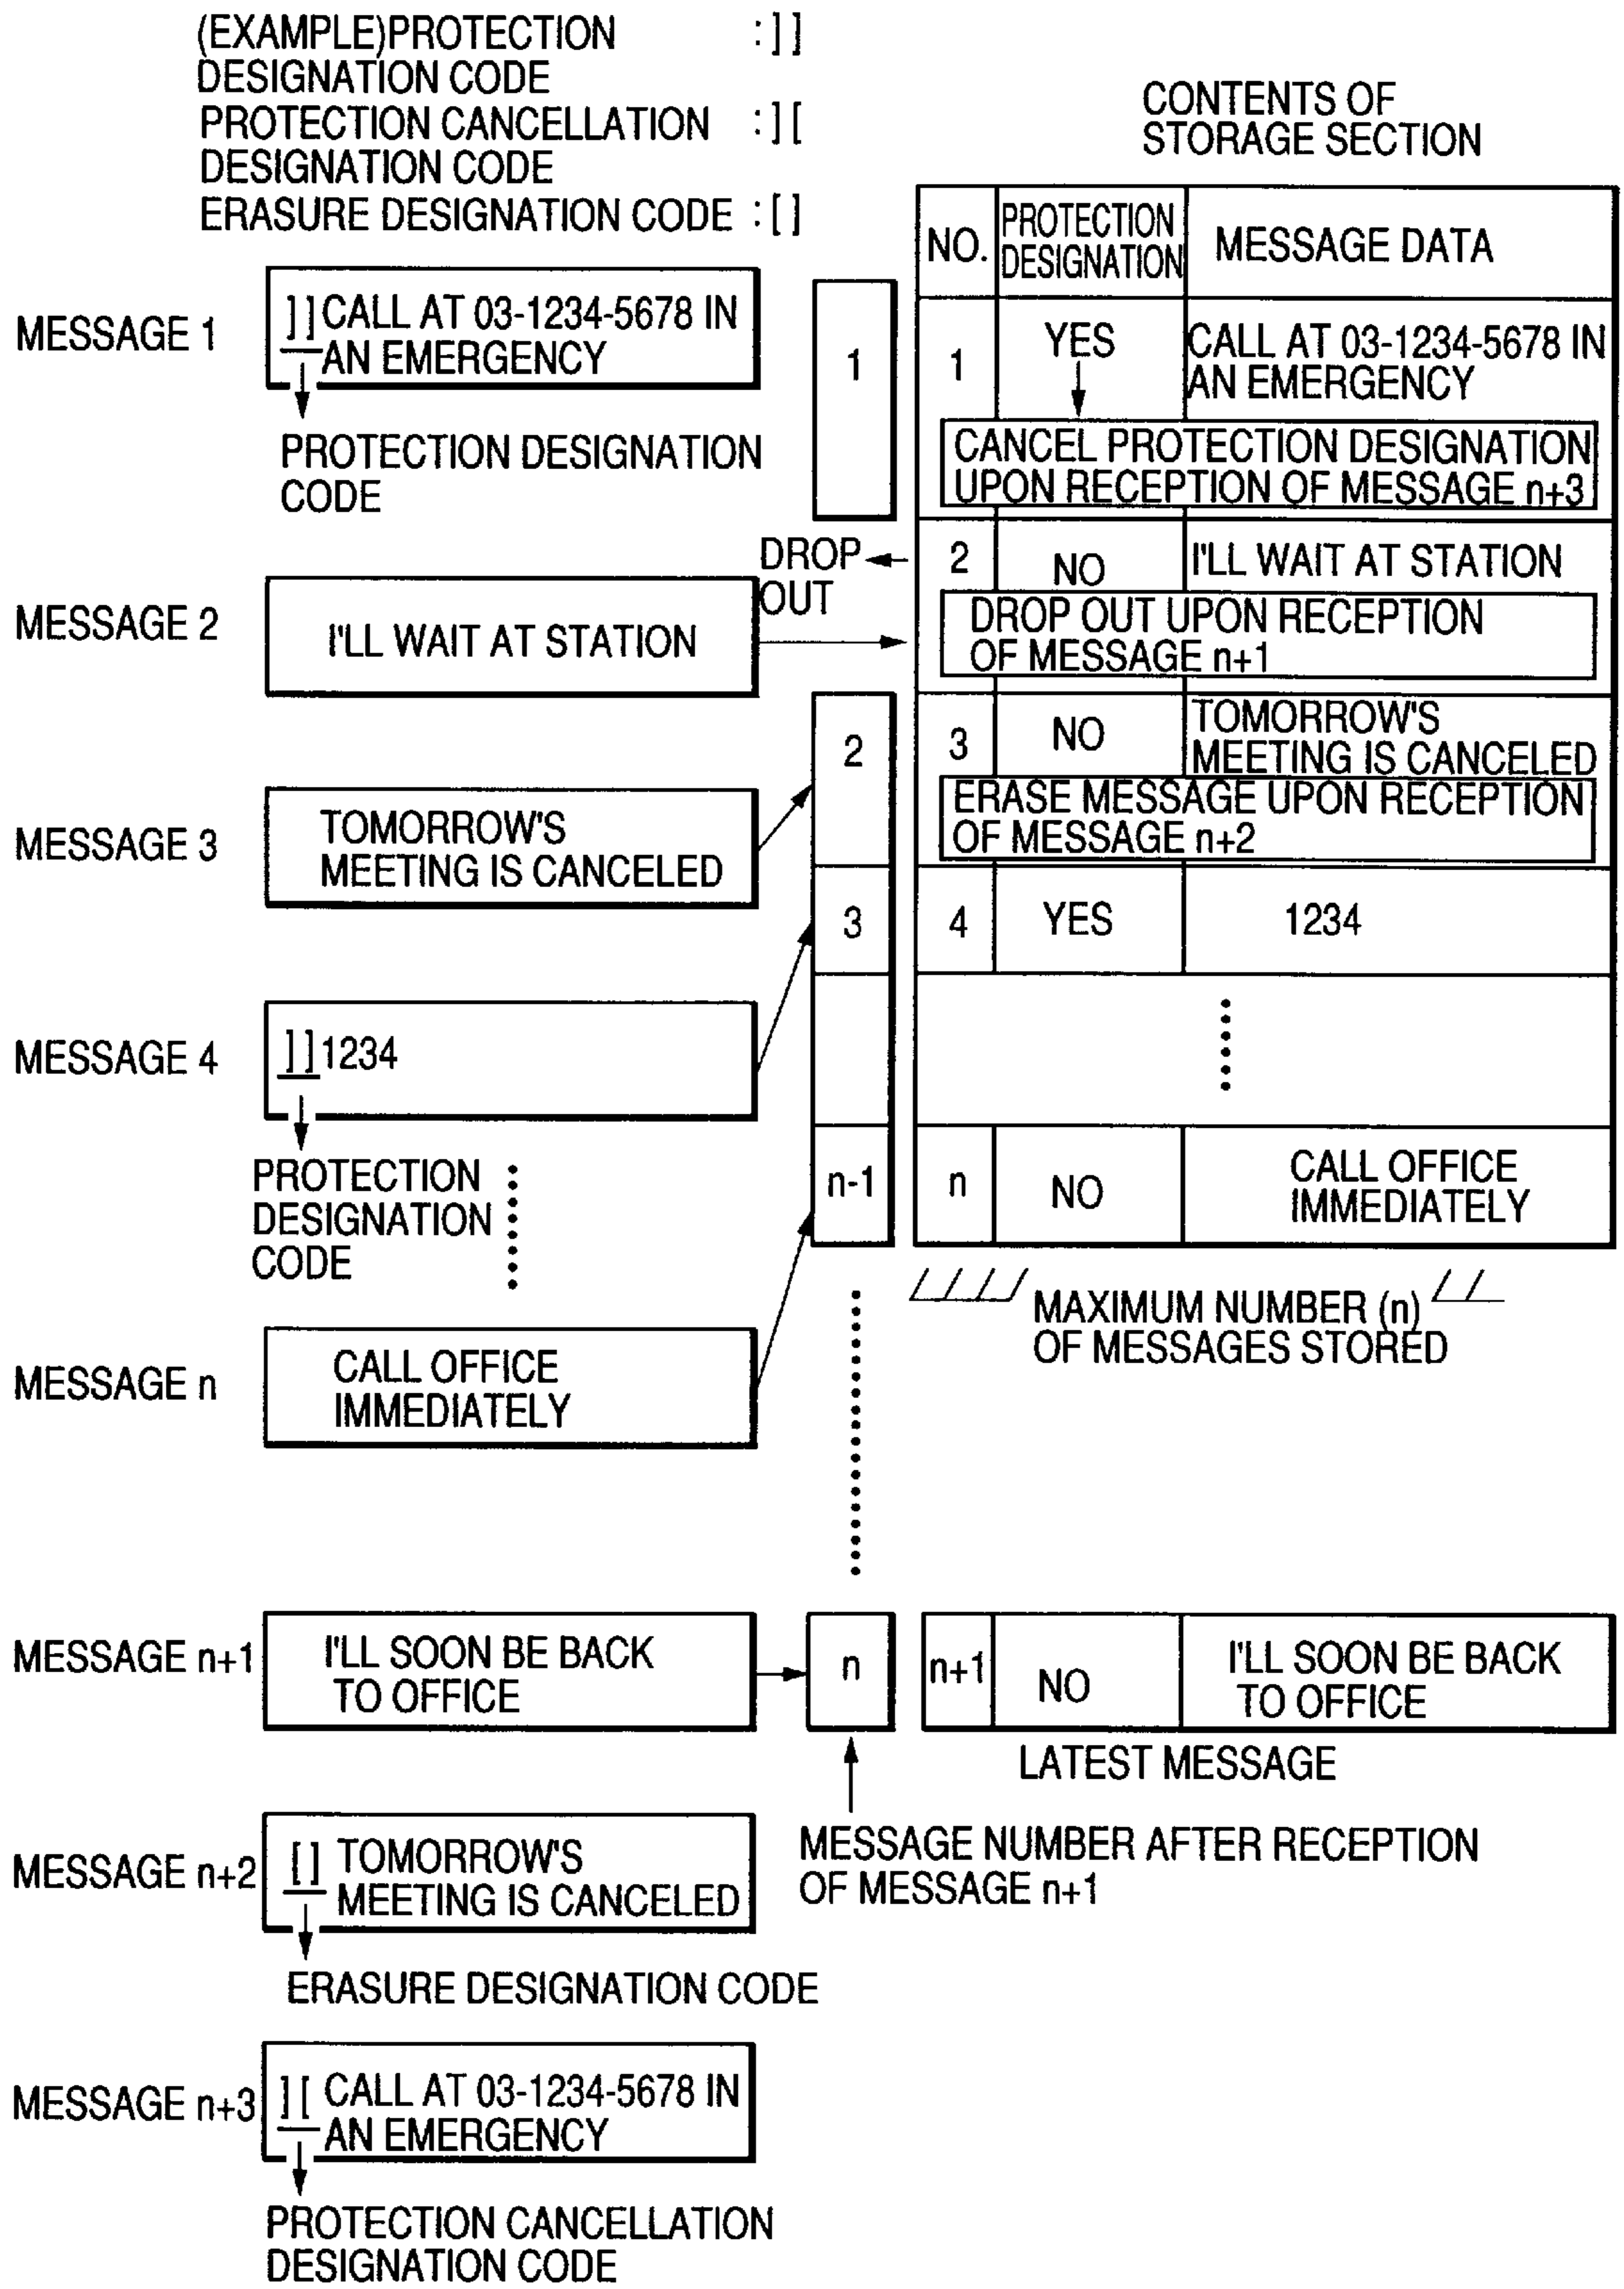 (EXAMPLE)PROTECTION :]]
DESIGNATION CODE
PROTECTION CANCELLATION :][
DESIGNATION CODE
ERASURE DESIGNATION CODE :[]
CONTENTS OF
STORAGE SECTION
NO.
PROTECTION
DESIGNATION
MESSAGE DATA
MESSAGE 1
]]CALL AT 03-1234-5678 IN
AN EMERGENCY
PROTECTION DESIGNATION
CODE
1
1
YES
CALL AT 03-1234-5678 IN
AN EMERGENCY
CANCEL PROTECTION DESIGNATION
UPON RECEPTION OF MESSAGE n+3
MESSAGE 2
I'LL WAIT AT STATION
DROP
OUT
2
NO
I'LL WAIT AT STATION
DROP OUT UPON RECEPTION
OF MESSAGE n+1
MESSAGE 3
TOMORROW'S
MEETING IS CANCELED
2
3
NO
TOMORROW'S
MEETING IS CANCELED
ERASE MESSAGE UPON RECEPTION
OF MESSAGE n+2
3
4
YES
1234
MESSAGE 4
]]1234
PROTECTION
DESIGNATION
CODE
n-1
n
NO
CALL OFFICE
IMMEDIATELY
MAXIMUM NUMBER (n)
OF MESSAGES STORED
MESSAGE n
CALL OFFICE
IMMEDIATELY
MESSAGE n+1
I'LL SOON BE BACK
TO OFFICE
n
n+1
NO
I'LL SOON BE BACK
TO OFFICE
LATEST MESSAGE
MESSAGE NUMBER AFTER RECEPTION
OF MESSAGE n+1
MESSAGE n+2
[] TOMORROW'S
MEETING IS CANCELED
ERASURE DESIGNATION CODE
MESSAGE n+3
][ CALL AT 03-1234-5678 IN
AN EMERGENCY
PROTECTION CANCELLATION
DESIGNATION CODE